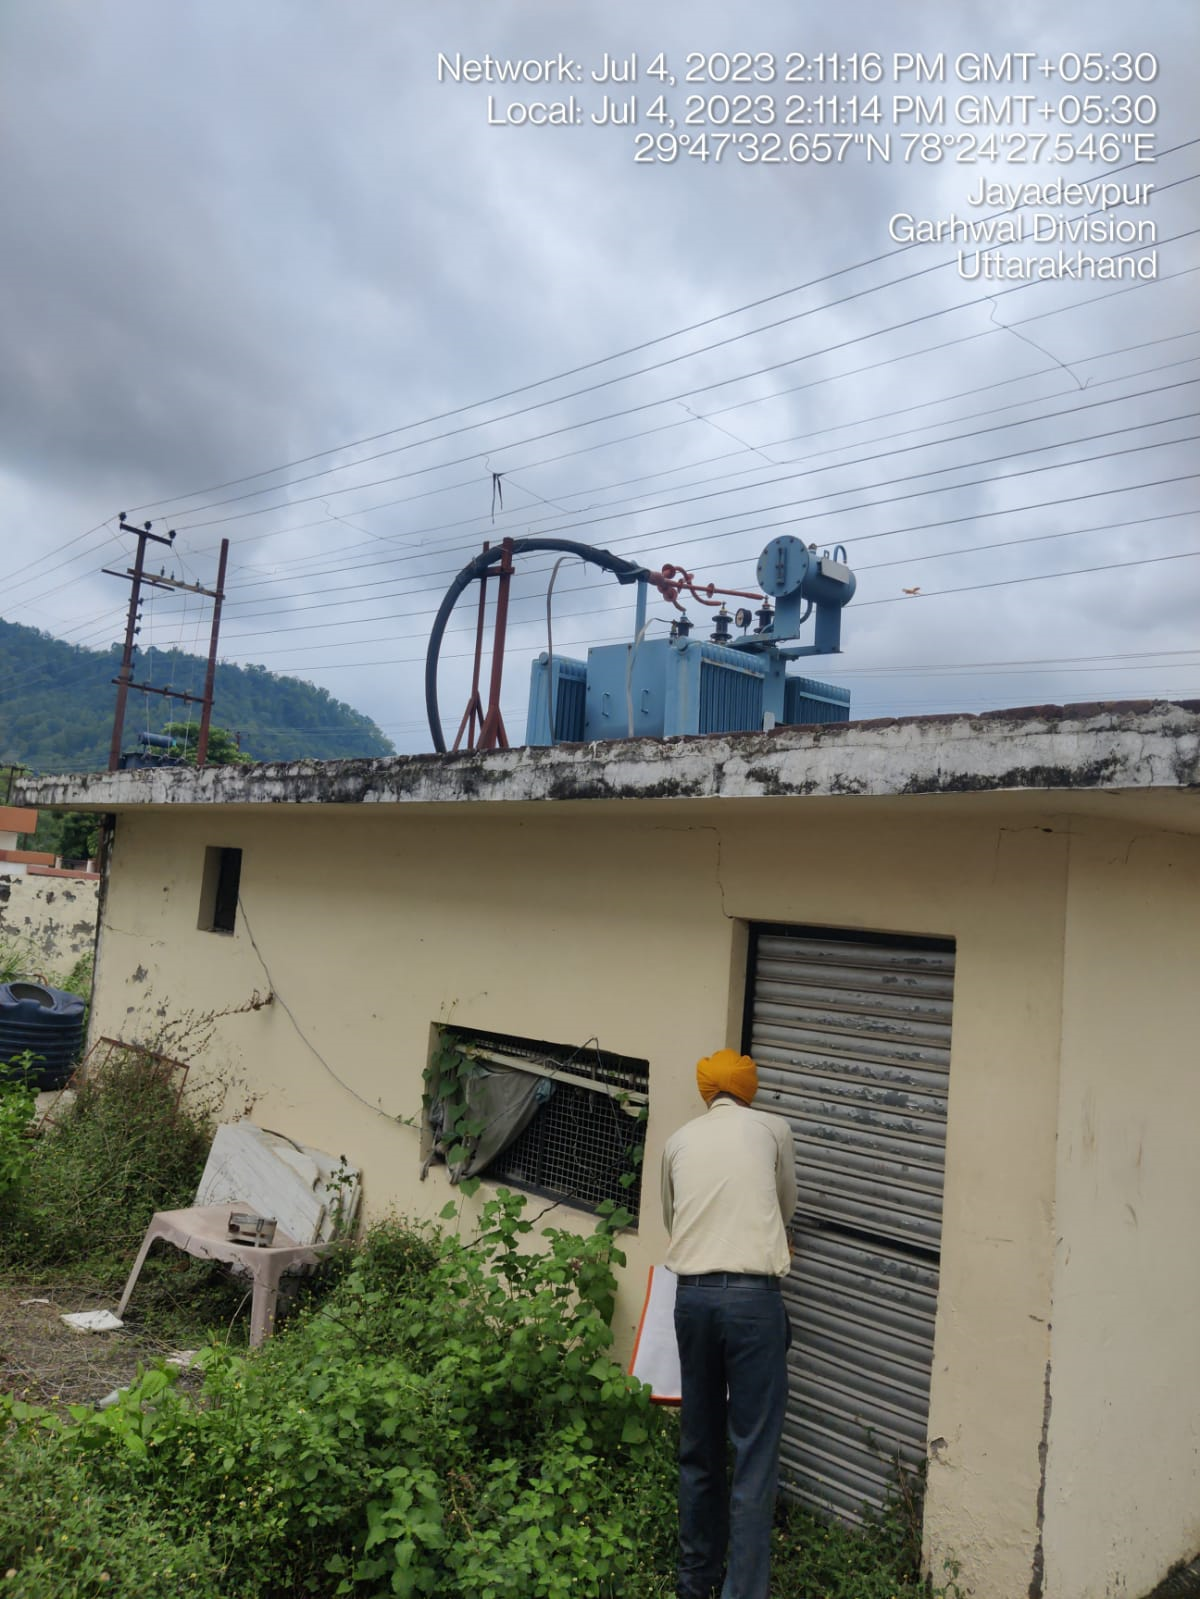 Network: Jul 4, 2023 2:11:16 PM GMT+05:30
Local: Jul 4, 2023 2:11:14 PM GMT+05:30
29°47'32.657"N 78°24'27.546"E
Jayadevpur
Garhwal Division
Uttarakhand